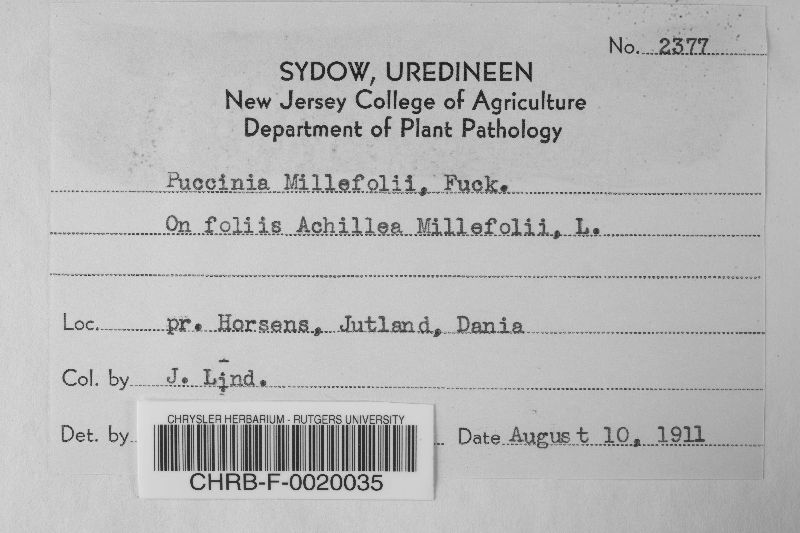 No. 2377
SYDOW, UREDINEEN
New Jersey College of Agriculture
Department of Plant Pathology
Puccinia Millefolii, Fuck.
On foliis Achillea Millefolii, L.
Loc. pr. Horsens, Jutland, Dania
Col. by J. Lind.
Det. by Date August 10, 1911
CHRYSLER HERBARIUM - RUTGERS UNIVERSITY
CHRB-F-0020035